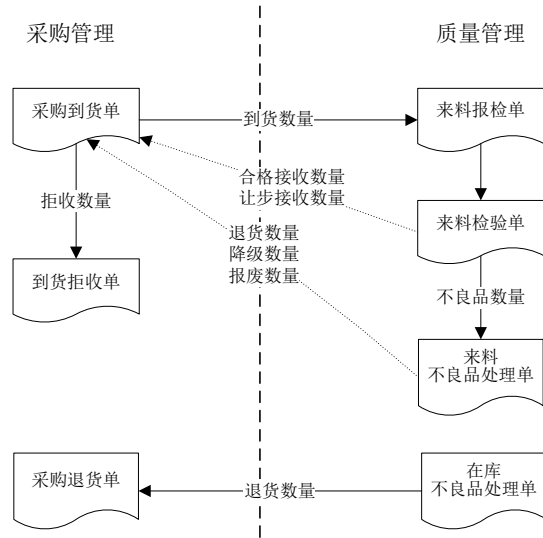 采购管理
质量管理
采购到货单
到货数量
来料报检单
合格接收数量
让步接收数量
拒收数量
来料检验单
退货数量
降级数量
报废数量
到货拒收单
不良品数量
来料
不良品处理单
采购退货单
退货数量
在库
不良品处理单